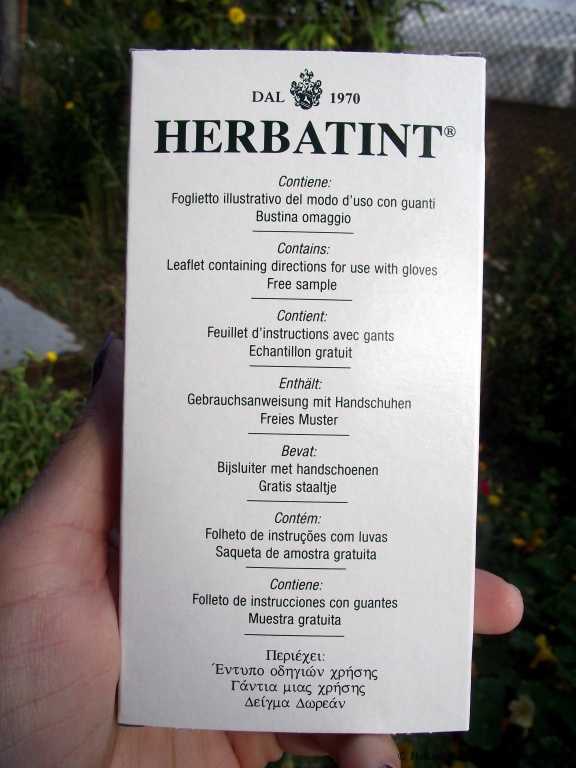 DAL 1970
HERBATINT®
Contiene:
Foglietto illustrativo del modo d'uso con guanti
Bustina omaggio
Contains:
Leaflet containing directions for use with gloves
Free sample
Contient:
Feuillet d'instructions avec gants
Echantillon gratuit
Enthält:
Gebrauchsanweisung mit Handschuhen
Freies Muster
Bevat:
Bijsluiter met handschoenen
Gratis staaltje
Contém:
Folheto de instruções com luvas
Saqueta de amostra gratuita
Contiene:
Folleto de instrucciones con guantes
Muestra gratuita
Περιέχει:
Έντυπο οδηγιών χρήσης
Γάντια μιας χρήσης
Δείγμα Δωρεάν